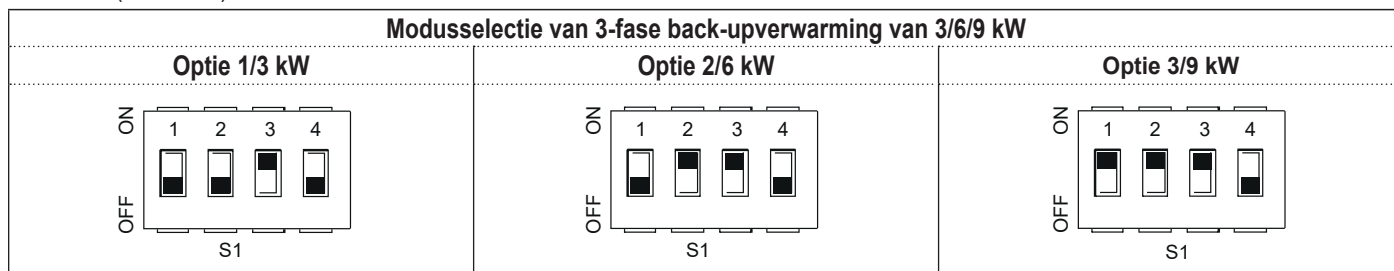 Modusselectie van 3-fase back-upverwarming van 3/6/9 kW
Optie 1/3 kW
Optie 2/6 kW
Optie 3/9 kW
ON
1 2 3 4
OFF
S1
ON
1 2 3 4
OFF
S1
ON
1 2 3 4
OFF
S1